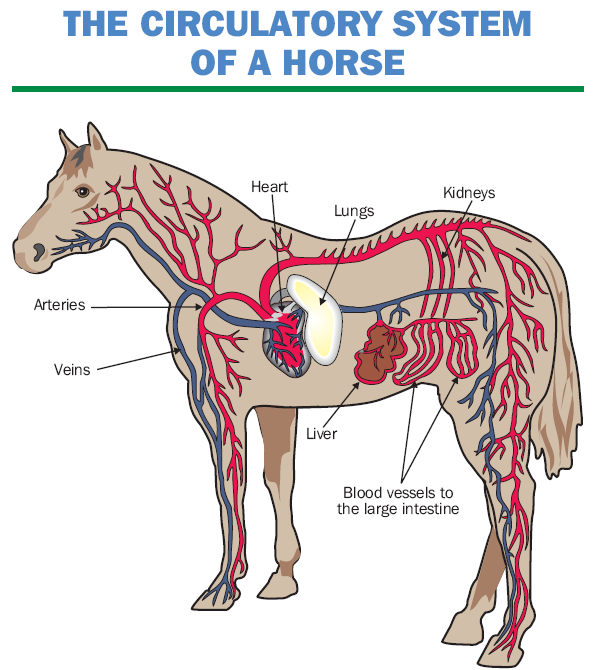 THE CIRCULATORY SYSTEM
OF A HORSE
Heart
Lungs
Kidneys
Arteries
Veins
Liver
Blood vessels to
the large intestine